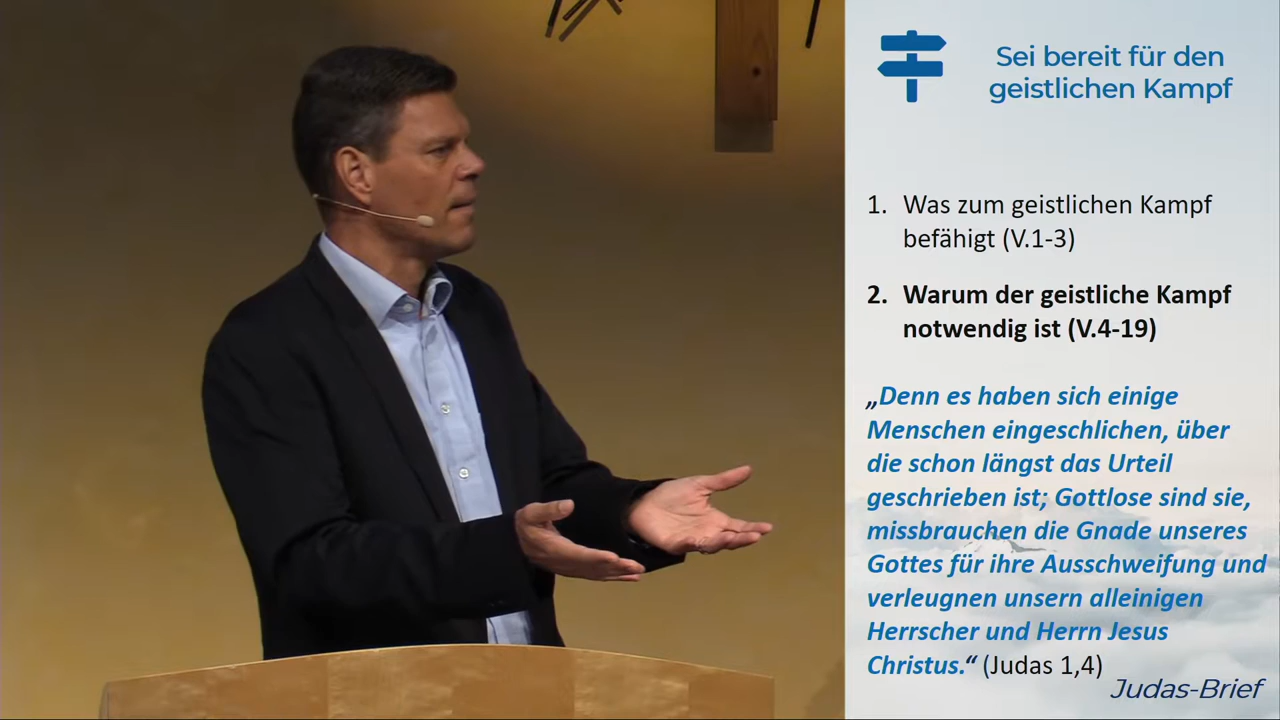 Sei bereit für den
geistlichen Kampf
1. Was zum geistlichen Kampf
befähigt (V.1-3)
2. Warum der geistliche Kampf
notwendig ist (V.4-19)
„Denn es haben sich einige
Menschen eingeschlichen, über
die schon längst das Urteil
geschrieben ist; Gottlose sind sie,
missbrauchen die Gnade unseres
Gottes für ihre Ausschweifung und
verleugnen unsern alleinigen
Herrscher und Herrn Jesus
Christus.“ (Judas 1,4)
Judas-Brief